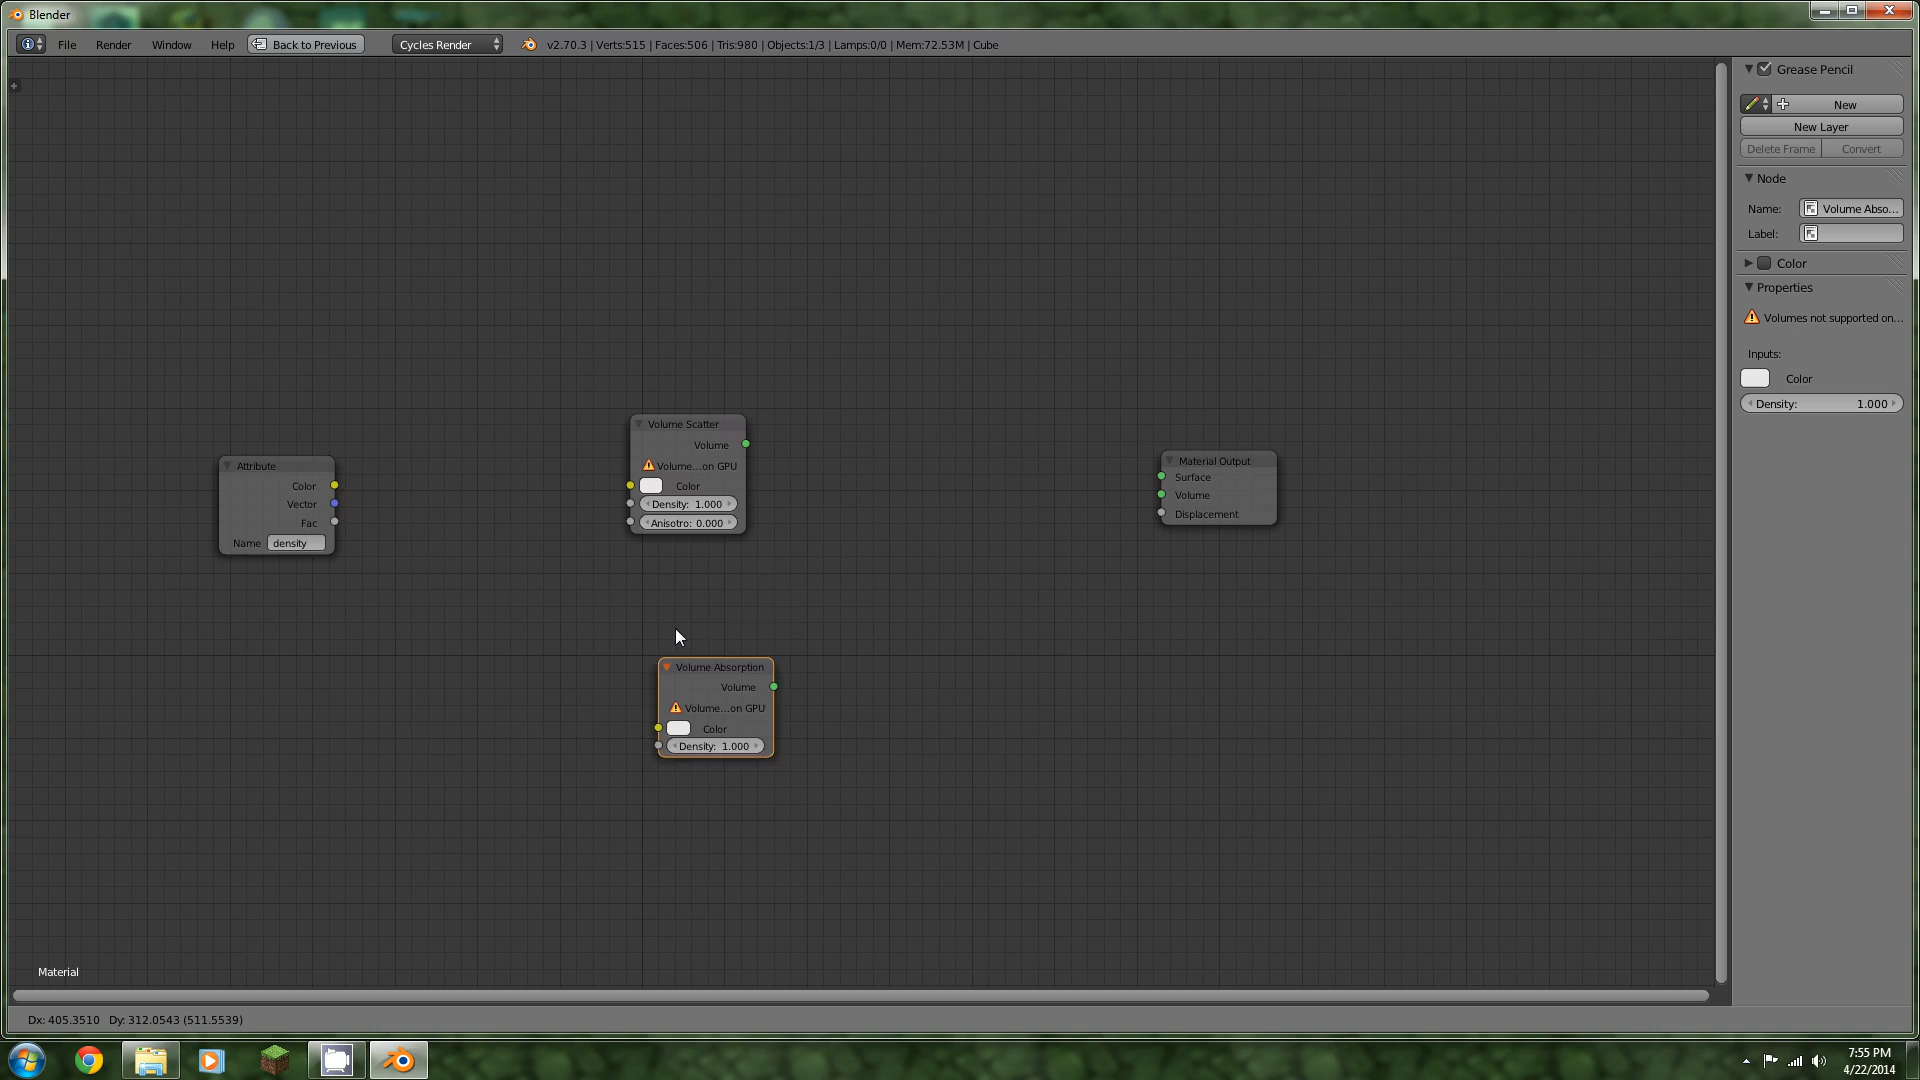 Blender
File Render Window Help Back to Previous Cycles Render v2.70.3 | Verts:515 | Faces:506 | Tris:980 | Objects:1/3 | Lamps:0/0 | Mem:72.53M | Cube
Grease Pencil
New
New Layer
Delete Frame Convert
Node
Name: Volume Abso...
Label:
Color
Properties
Volumes not supported on...
Inputs:
Color
Density: 1.000
Attribute
Color
Vector
Fac
Name density
Volume Scatter
Volume
Volume...on GPU
Color
Density: 1.000
Anisotro: 0.000
Material Output
Surface
Volume
Displacement
Volume Absorption
Volume
Volume...on GPU
Color
Density: 1.000
Material
Dx: 405.3510 Dy: 312.0543 (511.5539)
7:55 PM
4/22/2014